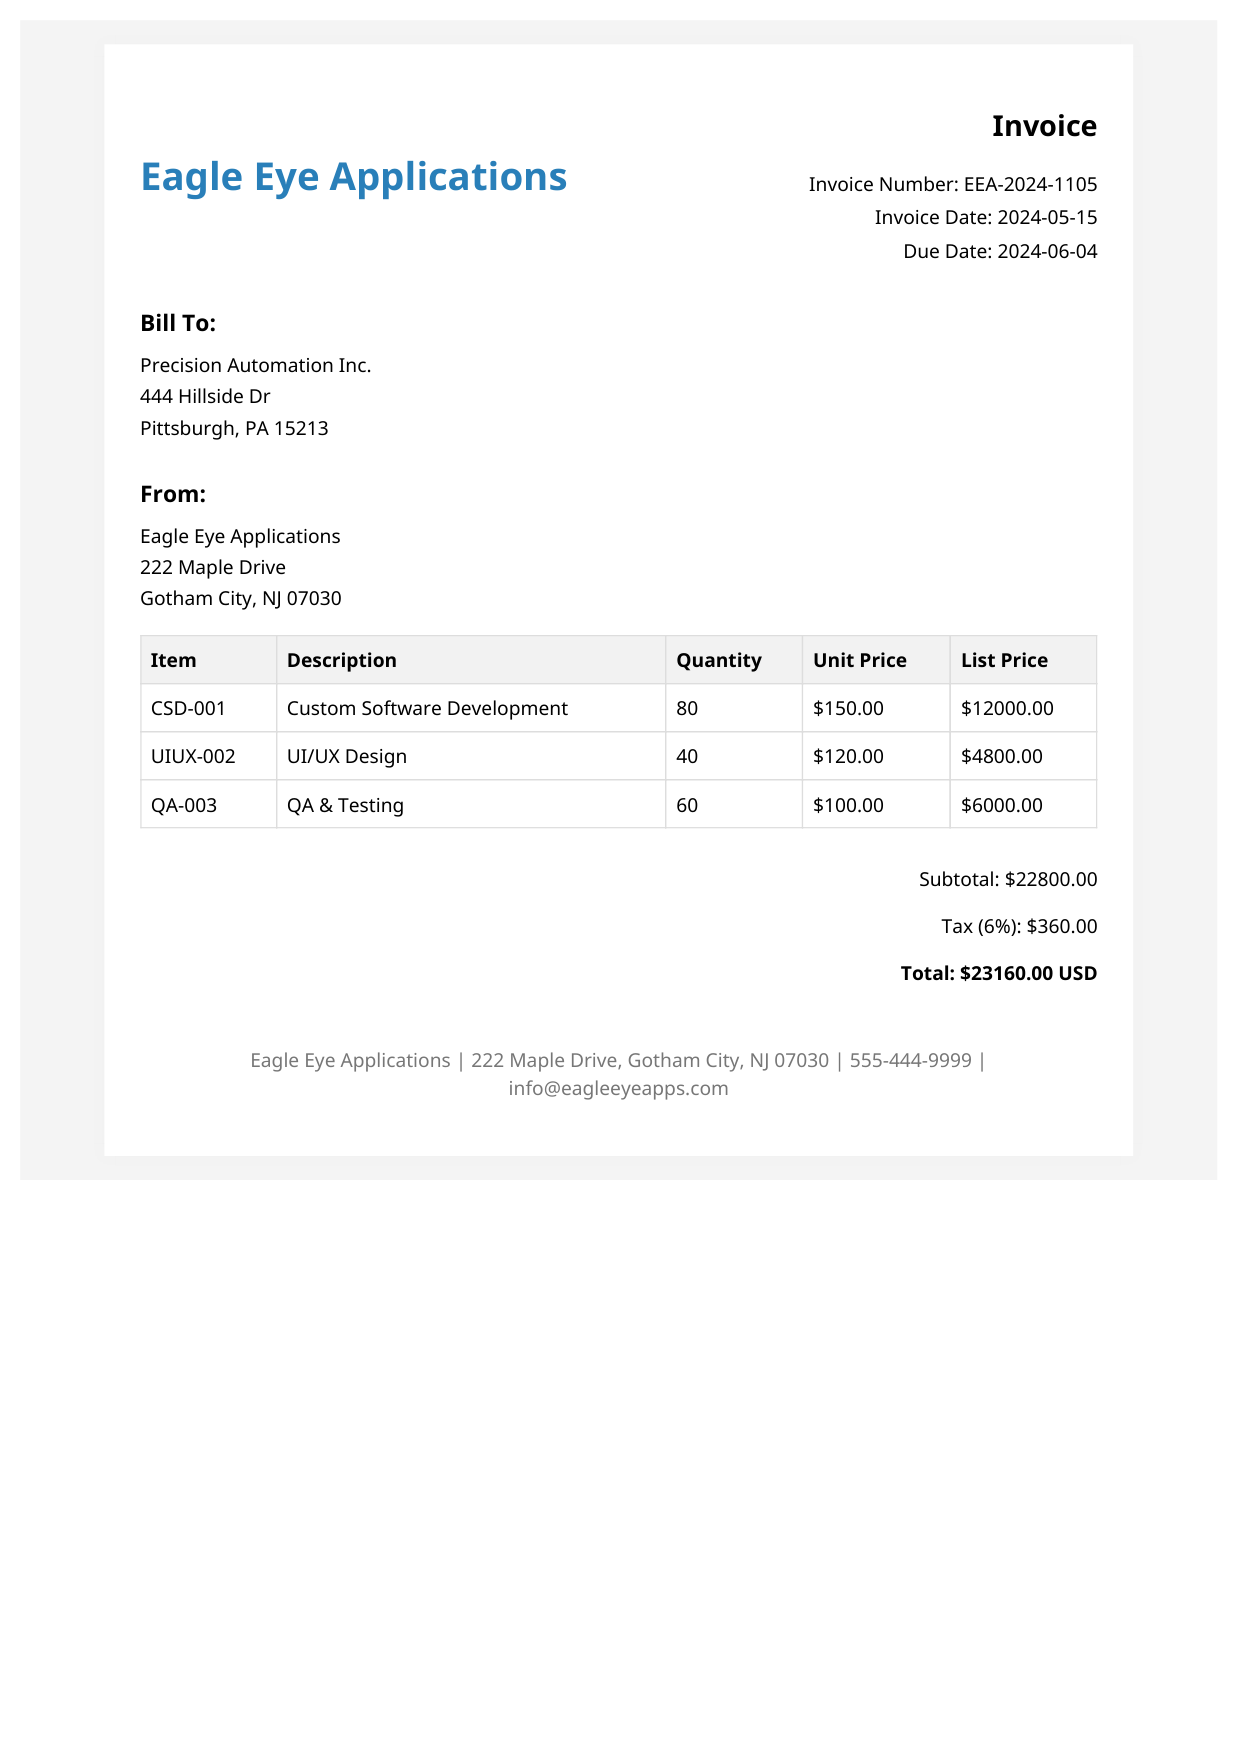 Invoice
Eagle Eye Applications
Invoice Number: EEA-2024-1105
Invoice Date: 2024-05-15
Due Date: 2024-06-04
Bill To:
Precision Automation Inc.
444 Hillside Dr
Pittsburgh, PA 15213
From:
Eagle Eye Applications
222 Maple Drive
Gotham City, NJ 07030
Item Description Quantity Unit Price List Price
CSD-001 Custom Software Development 80 $150.00 $12000.00
UIUX-002 UI/UX Design 40 $120.00 $4800.00
QA-003 QA & Testing 60 $100.00 $6000.00
Subtotal: $22800.00
Tax (6%): $360.00
Total: $23160.00 USD
Eagle Eye Applications | 222 Maple Drive, Gotham City, NJ 07030 | 555-444-9999 |
info@eagleeyeapps.com